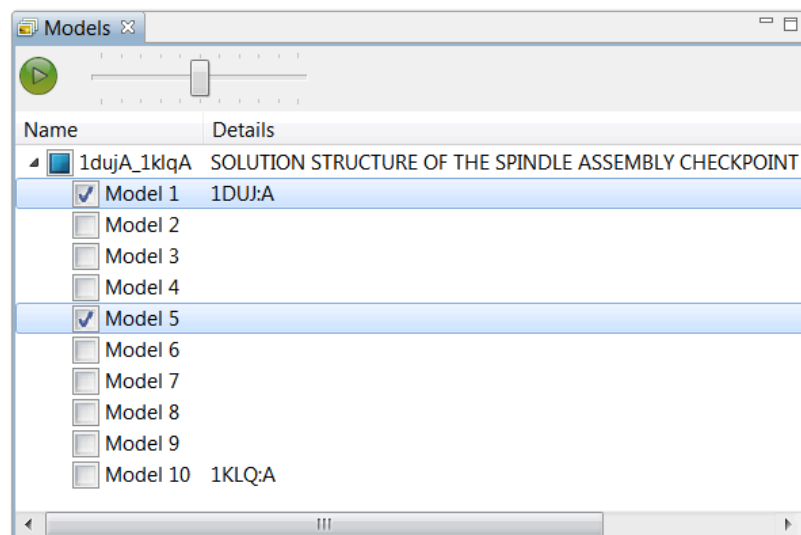 Models
Name Details
1dujA_1klqA SOLUTION STRUCTURE OF THE SPINDLE ASSEMBLY CHECKPOINT
Model 1 1DUJ:A
Model 2
Model 3
Model 4
Model 5
Model 6
Model 7
Model 8
Model 9
Model 10 1KLQ:A